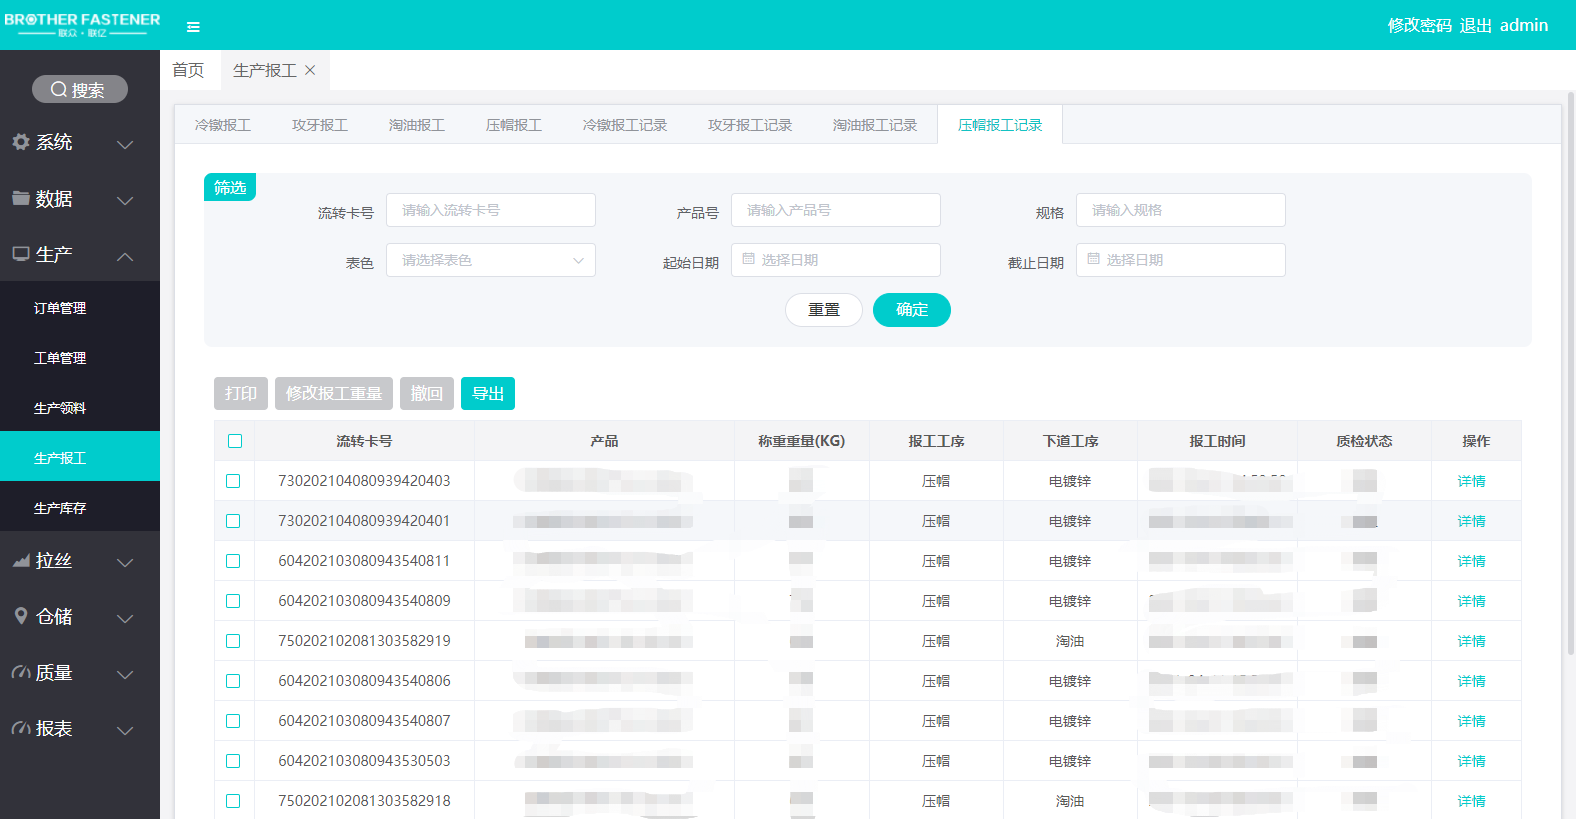 BROTHER FASTENER
联众·联亿
修改密码 退出 admin
首页 生产报工
搜索
系统
数据
生产
订单管理
工单管理
生产领料
生产报工
生产库存
拉丝
仓储
质量
报表
冷镦报工 攻牙报工 淘油报工 压帽报工 冷镦报工记录 攻牙报工记录 淘油报工记录 压帽报工记录
筛选
流转卡号 请输入流转卡号 产品号 请输入产品号 规格 请输入规格
表色 请选择表色 起始日期 选择日期 截止日期 选择日期
重置 确定
打印 修改报工重量 撤回 导出
流转卡号 产品 称重重量(KG) 报工工序 下道工序 报工时间 质检状态 操作
730202104080939420403 压帽 电镀锌 详情
730202104080939420401 压帽 电镀锌 详情
604202103080943540811 压帽 电镀锌 详情
604202103080943540809 压帽 电镀锌 详情
750202102081303582919 压帽 淘油 详情
604202103080943540806 压帽 电镀锌 详情
604202103080943540807 压帽 电镀锌 详情
604202103080943530503 压帽 电镀锌 详情
750202102081303582918 压帽 淘油 详情